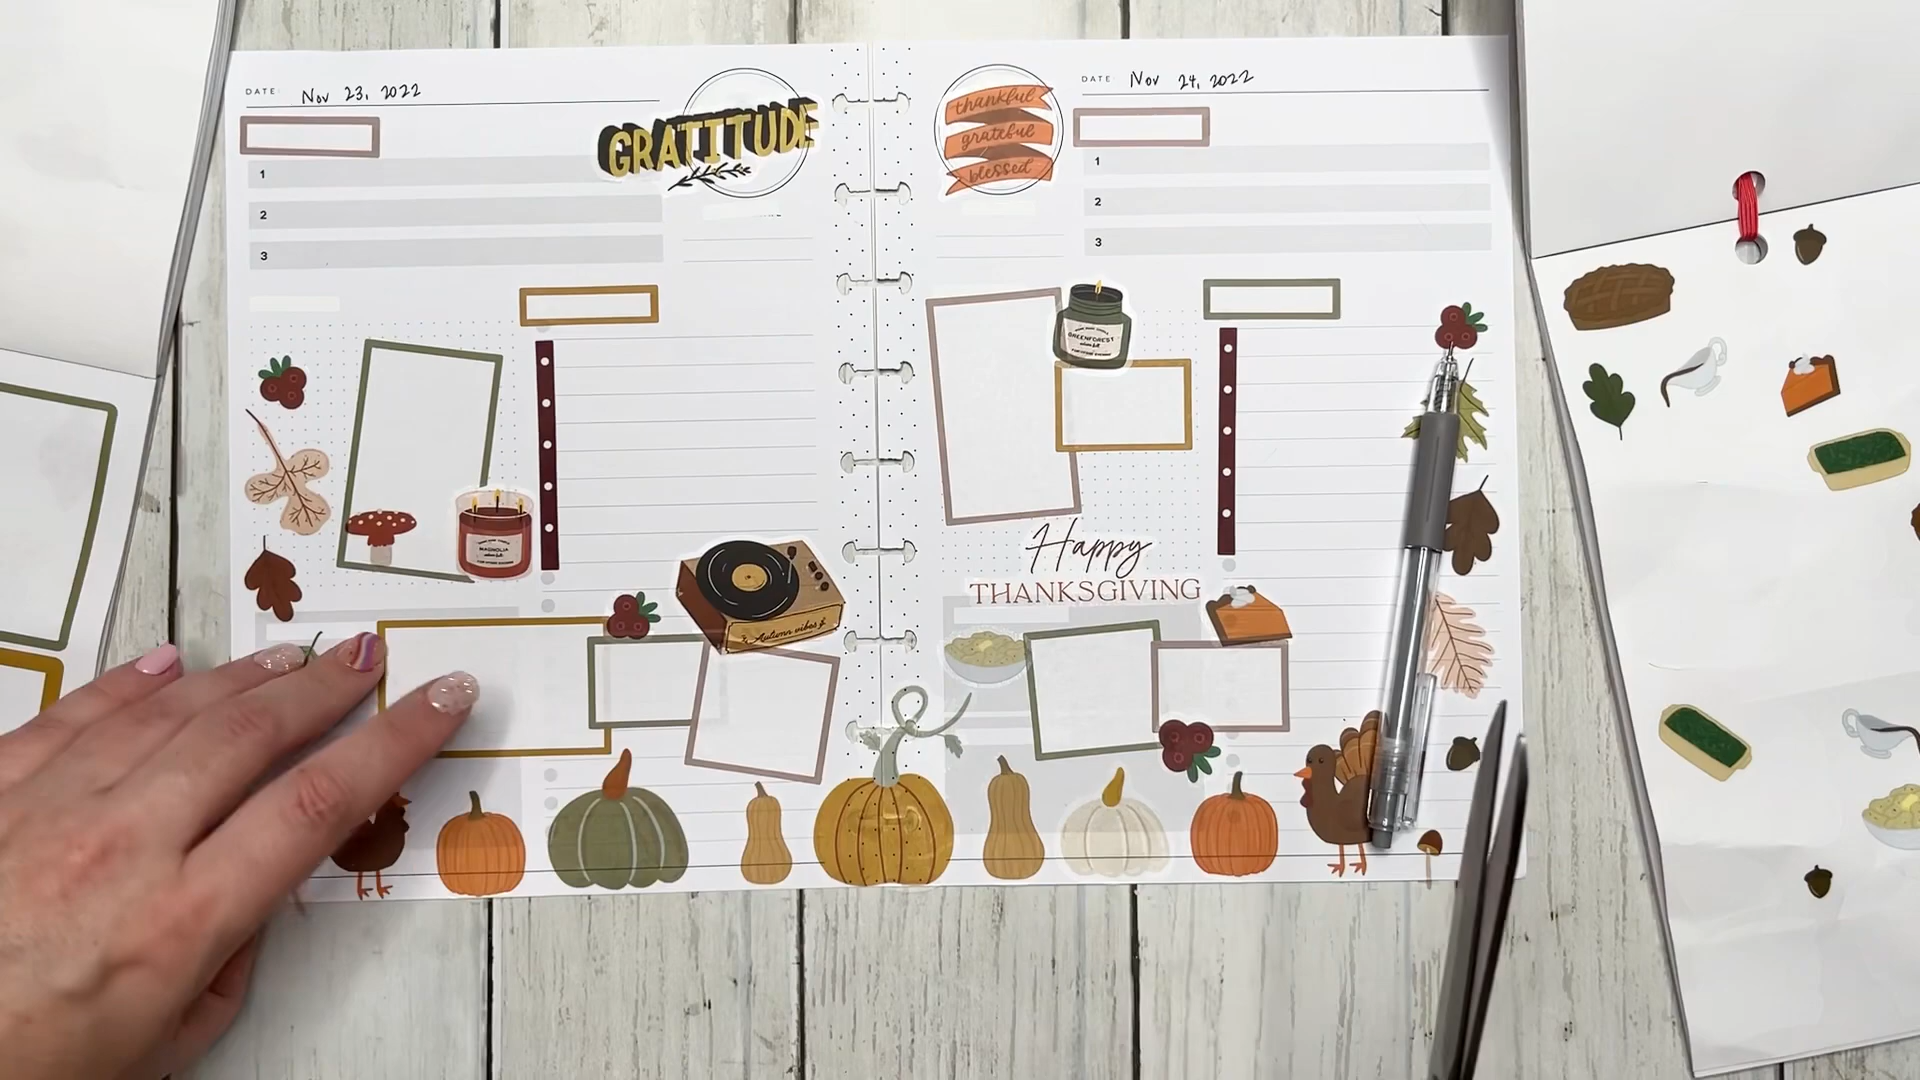 DATE: Nov 23, 2022
GRATITUDE
1
2
3
MAGNOLIA
Autumn vibes
thankful
grateful
blessed
DATE: Nov 24, 2022
1
2
3
GREENFOREST
Happy
THANKSGIVING